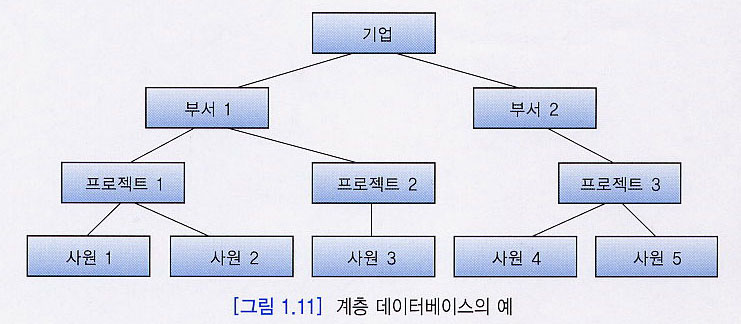 기업
부서 1
부서 2
프로젝트 1
프로젝트 2
프로젝트 3
사원 1
사원 2
사원 3
사원 4
사원 5
[그림 1.11] 계층 데이터베이스의 예